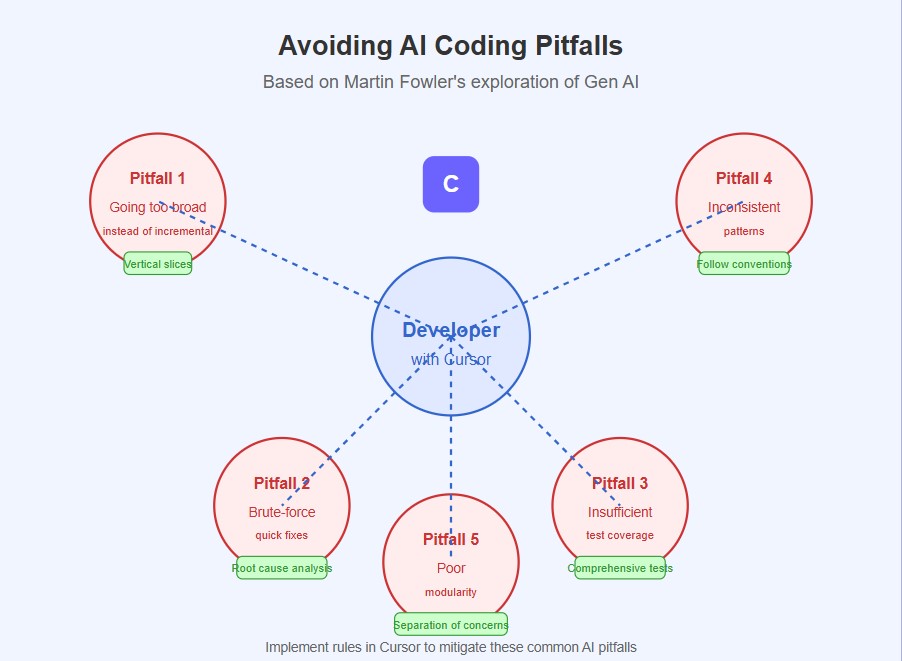 Avoiding AI Coding Pitfalls
Based on Martin Fowler's exploration of Gen AI
C
Pitfall 1
Going too broad
instead of incremental
Vertical slices
Pitfall 4
Inconsistent
patterns
Follow conventions
Developer
with Cursor
Pitfall 2
Brute-force
quick fixes
Root cause analysis
Pitfall 5
Poor
modularity
Separation of concerns
Pitfall 3
Insufficient
test coverage
Comprehensive tests
Implement rules in Cursor to mitigate these common AI pitfalls